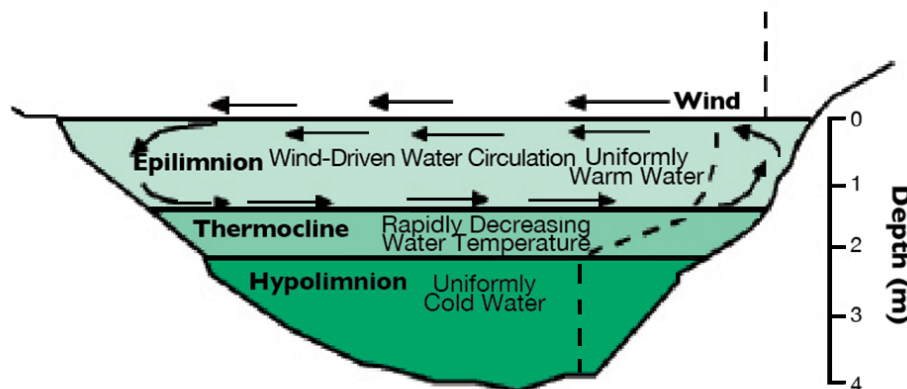 Wind
0
Epilimnion
Wind-Driven Water Circulation
Uniformly
Warm Water
1
Thermocline
Rapidly Decreasing
Water Temperature
2
Hypolimnion
Uniformly
Cold Water
3
4
Depth (m)